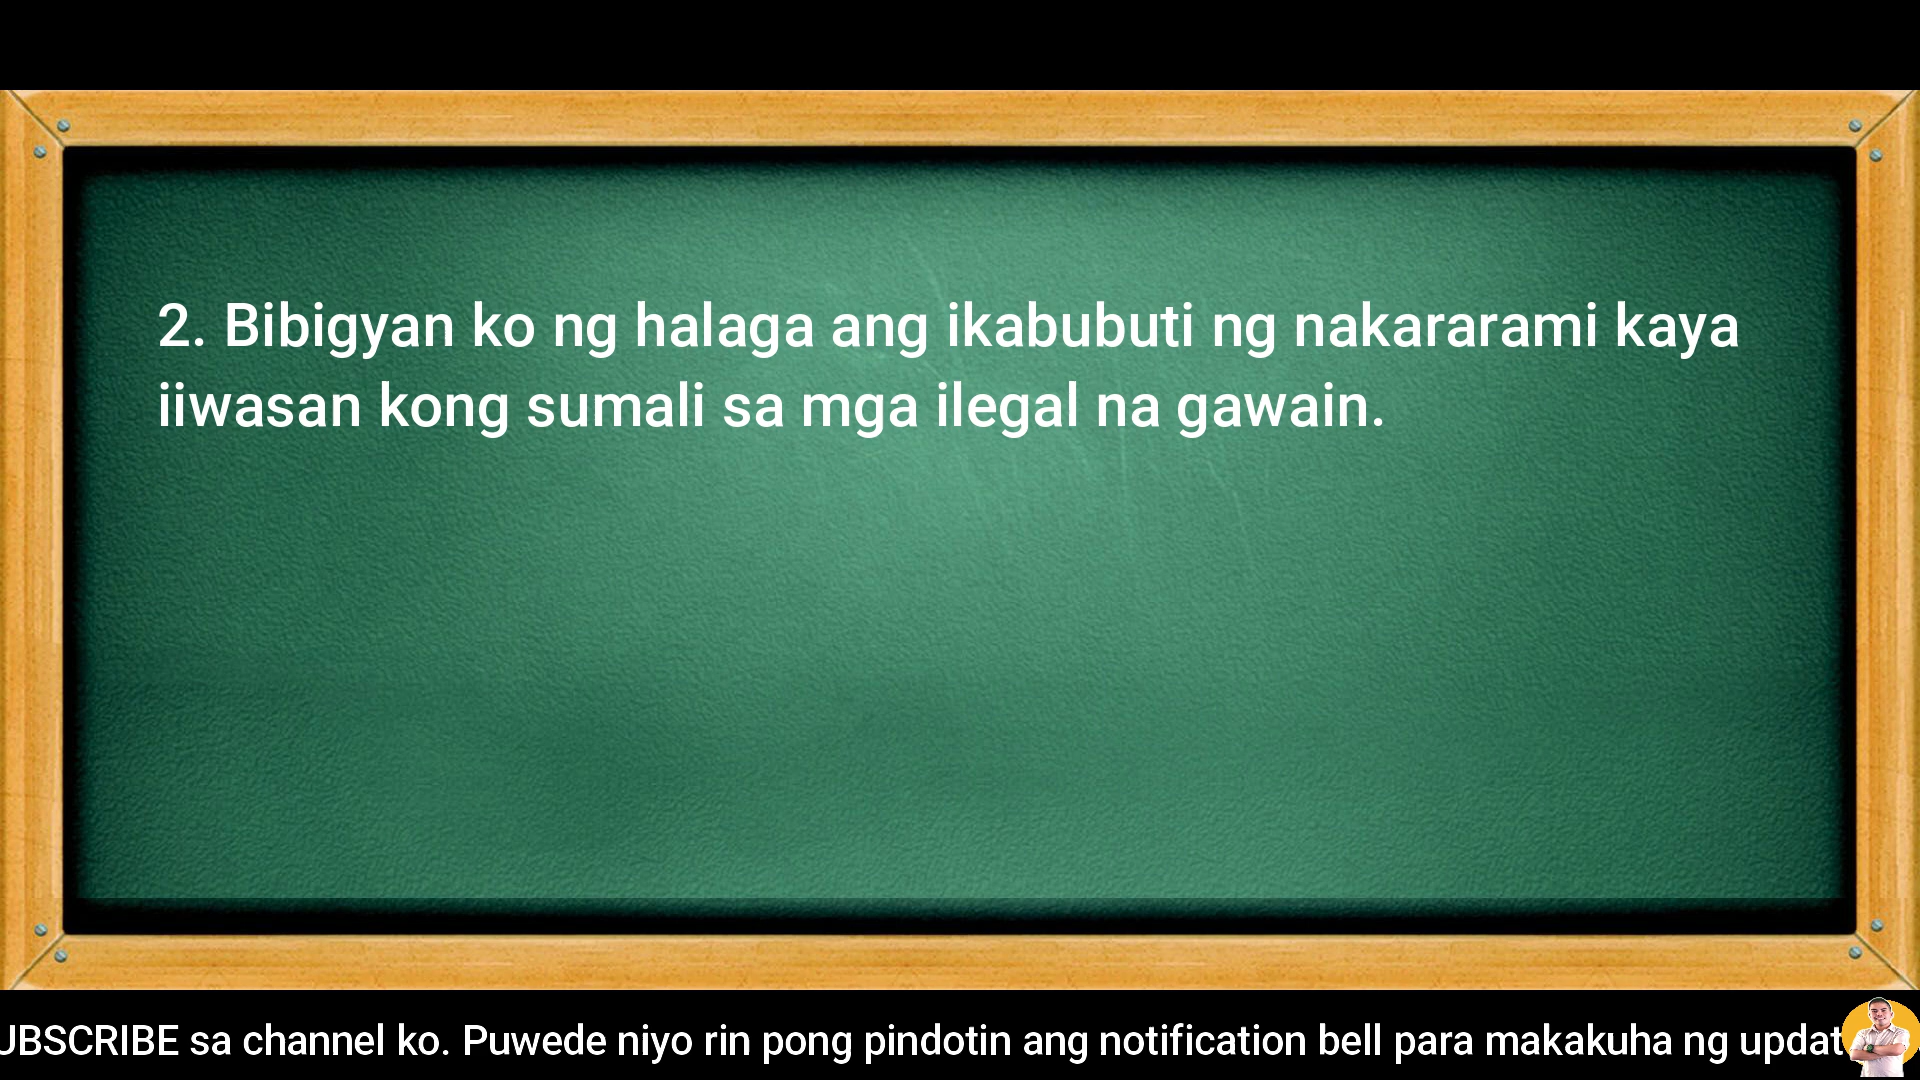 2. Bibigyan ko ng halaga ang ikabubuti ng nakararami kaya
iiwasan kong sumali sa mga ilegal na gawain.
UBSCRIBE sa channel ko. Puwede niyo rin pong pindotin ang notification bell para makakuha ng updat